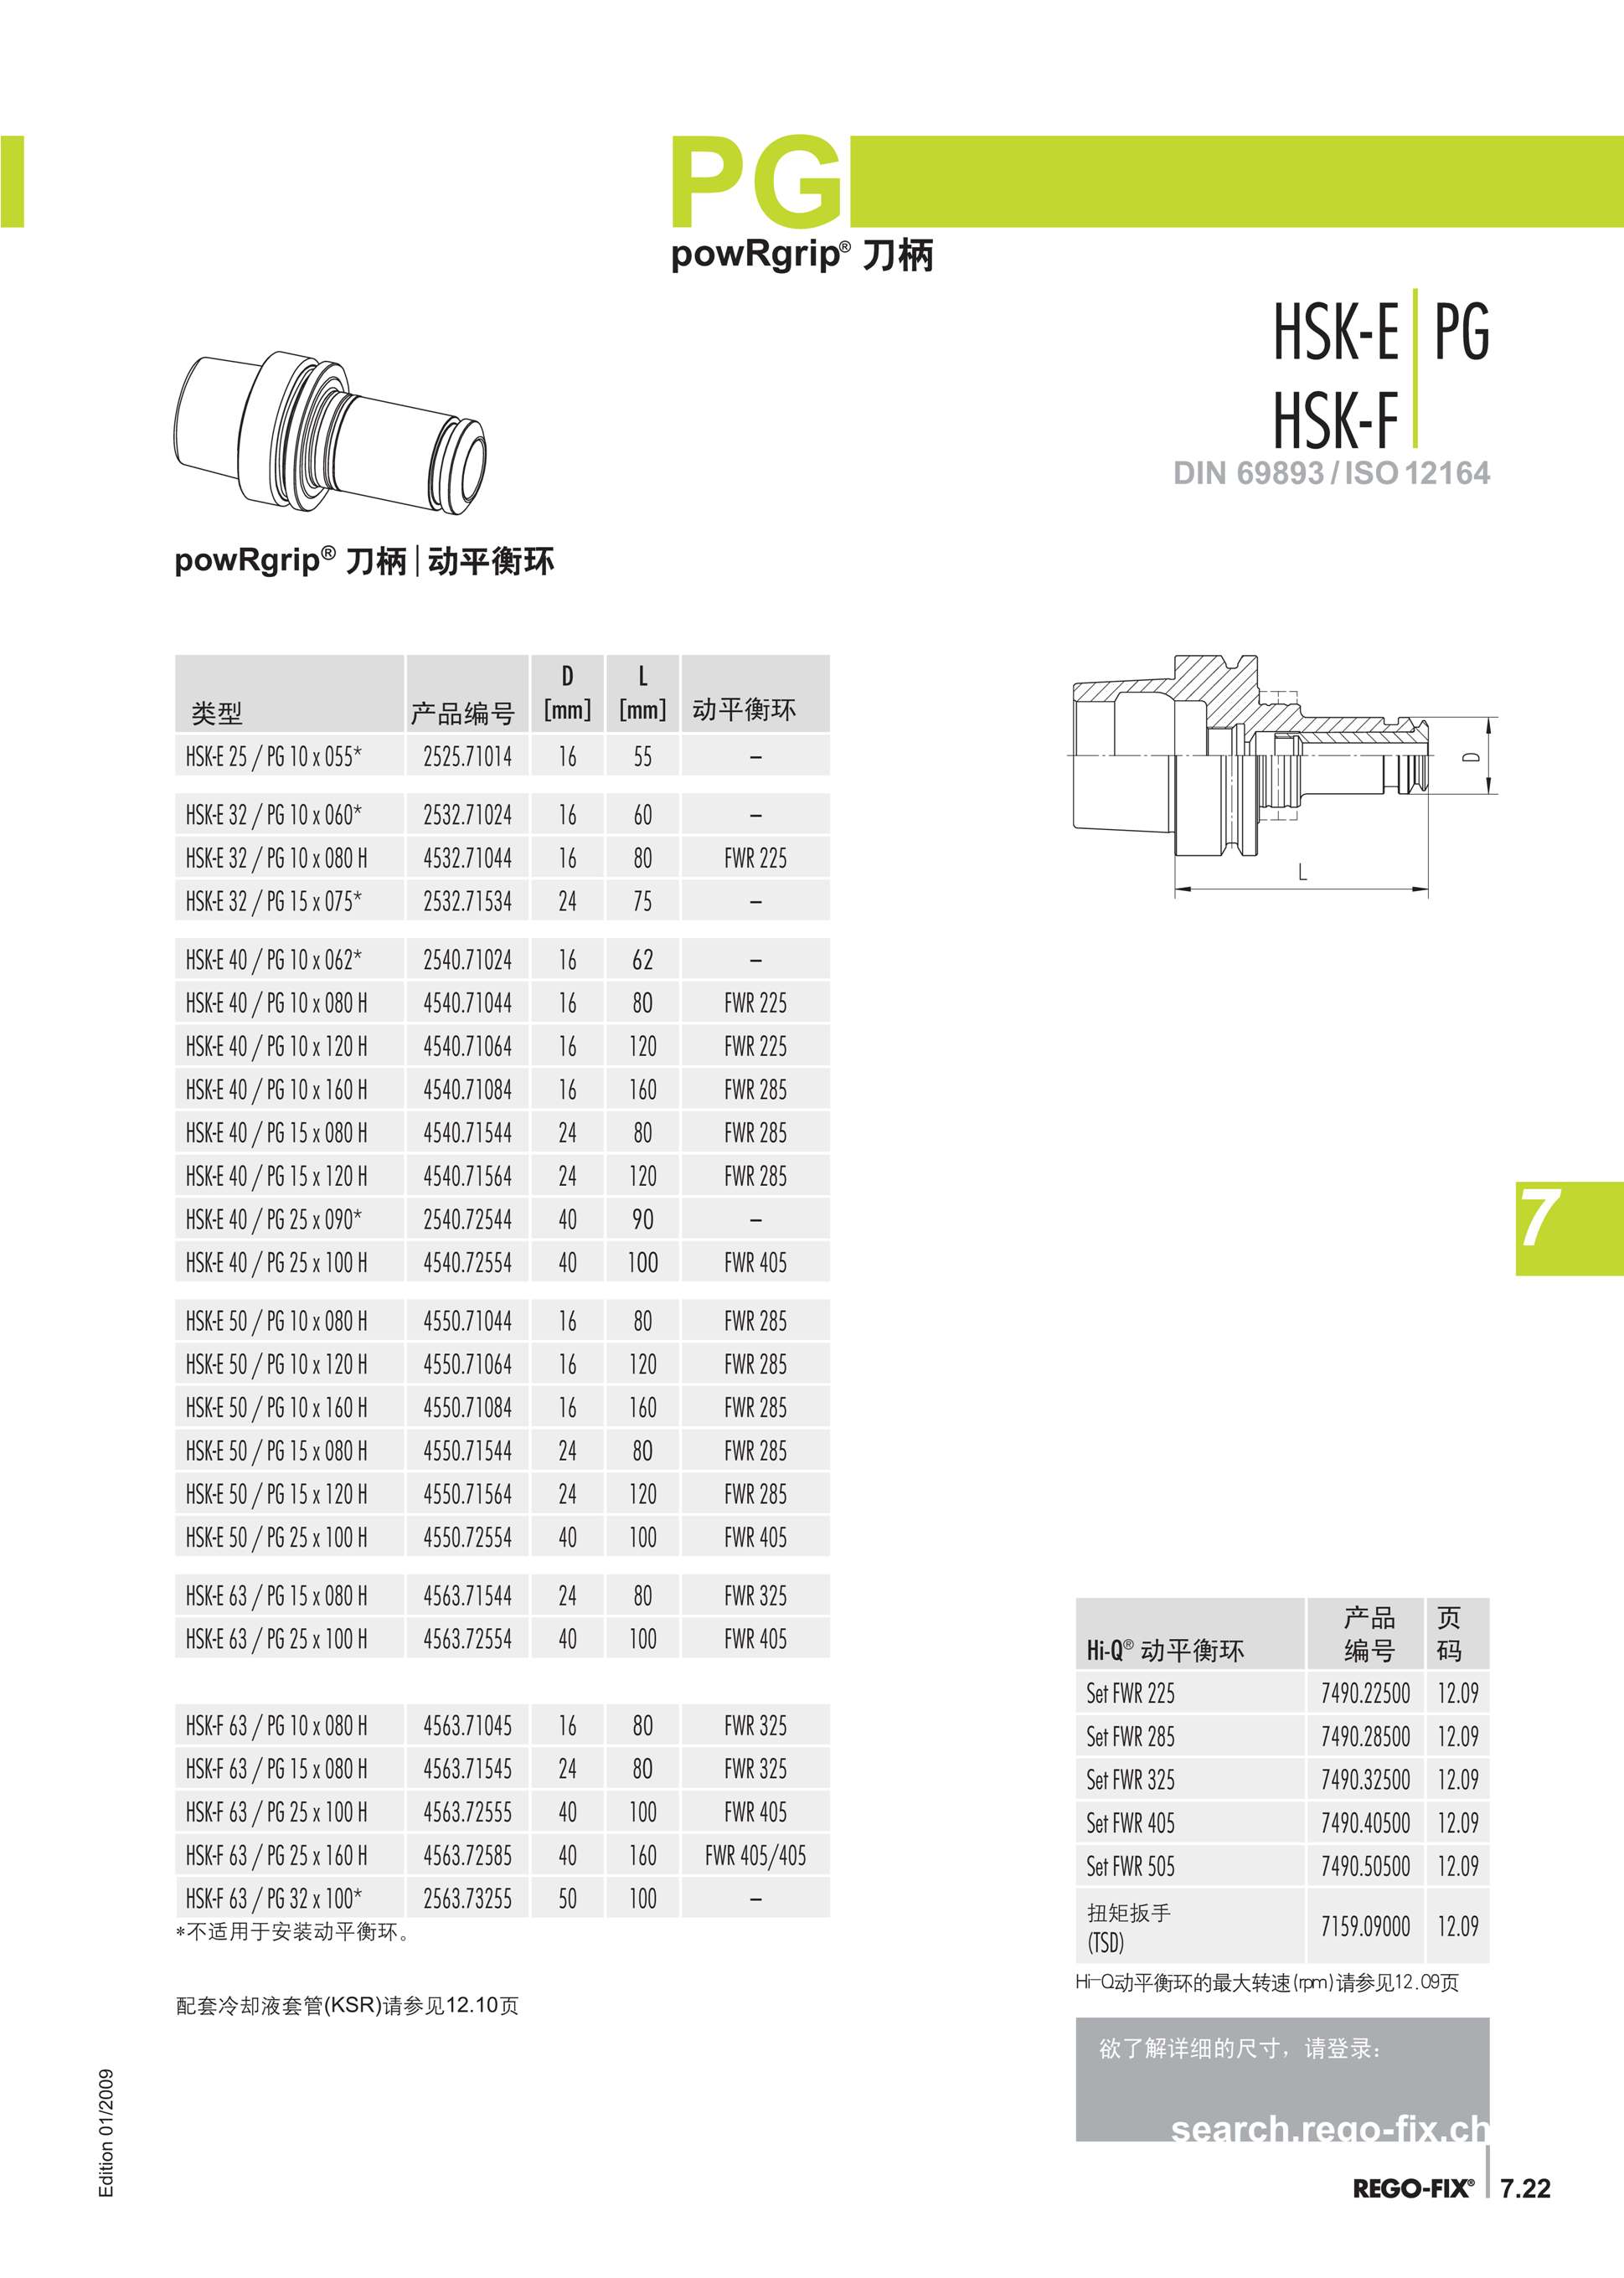 PG
powRgrip® 刀柄
HSK-E PG
HSK-F
DIN 69893/ISO 12164
powRgrip® 刀柄|动平衡环
类型 产品编号 D [mm] L [mm] 动平衡环
HSK-E 25 / PG 10 x 055* 2525.71014 16 55 –
HSK-E 32 / PG 10 x 060* 2532.71024 16 60 –
HSK-E 32 / PG 10 x 080 H 4532.71044 16 80 FWR 225
HSK-E 32 / PG 15 x 075* 2532.71534 24 75 –
HSK-E 40 / PG 10 x 062* 2540.71024 16 62 –
HSK-E 40 / PG 10 x 080 H 4540.71044 16 80 FWR 225
HSK-E 40 / PG 10 x 120 H 4540.71064 16 120 FWR 225
HSK-E 40 / PG 10 x 160 H 4540.71084 16 160 FWR 285
HSK-E 40 / PG 15 x 080 H 4540.71544 24 80 FWR 285
HSK-E 40 / PG 15 x 120 H 4540.71564 24 120 FWR 285
HSK-E 40 / PG 25 x 090* 2540.72544 40 90 –
HSK-E 40 / PG 25 x 100 H 4540.72554 40 100 FWR 405
HSK-E 50 / PG 10 x 080 H 4550.71044 16 80 FWR 285
HSK-E 50 / PG 10 x 120 H 4550.71064 16 120 FWR 285
HSK-E 50 / PG 10 x 160 H 4550.71084 16 160 FWR 285
HSK-E 50 / PG 15 x 080 H 4550.71544 24 80 FWR 285
HSK-E 50 / PG 15 x 120 H 4550.71564 24 120 FWR 285
HSK-E 50 / PG 25 x 100 H 4550.72554 40 100 FWR 405
HSK-E 63 / PG 15 x 080 H 4563.71544 24 80 FWR 325
HSK-E 63 / PG 25 x 100 H 4563.72554 40 100 FWR 405
HSK-F 63 / PG 10 x 080 H 4563.71045 16 80 FWR 325
HSK-F 63 / PG 15 x 080 H 4563.71545 24 80 FWR 325
HSK-F 63 / PG 25 x 100 H 4563.72555 40 100 FWR 405
HSK-F 63 / PG 25 x 160 H 4563.72585 40 160 FWR 405/405
HSK-F 63 / PG 32 x 100* 2563.73255 50 100 –
*不适用于安装动平衡环。
配套冷却液套管(KSR)请参见12.10页
D
L
7
Hi-Q® 动平衡环 产品编号 页码
Set FWR 225 7490.22500 12.09
Set FWR 285 7490.28500 12.09
Set FWR 325 7490.32500 12.09
Set FWR 405 7490.40500 12.09
Set FWR 505 7490.50500 12.09
扭矩扳手
(TSD) 7159.09000 12.09
Hi-Q动平衡环的最大转速(rpm)请参见12.09页
欲了解详细的尺寸，请登录：
search.rego-fix.ch
Edition 01/2009
REGO-FIX® 7.22